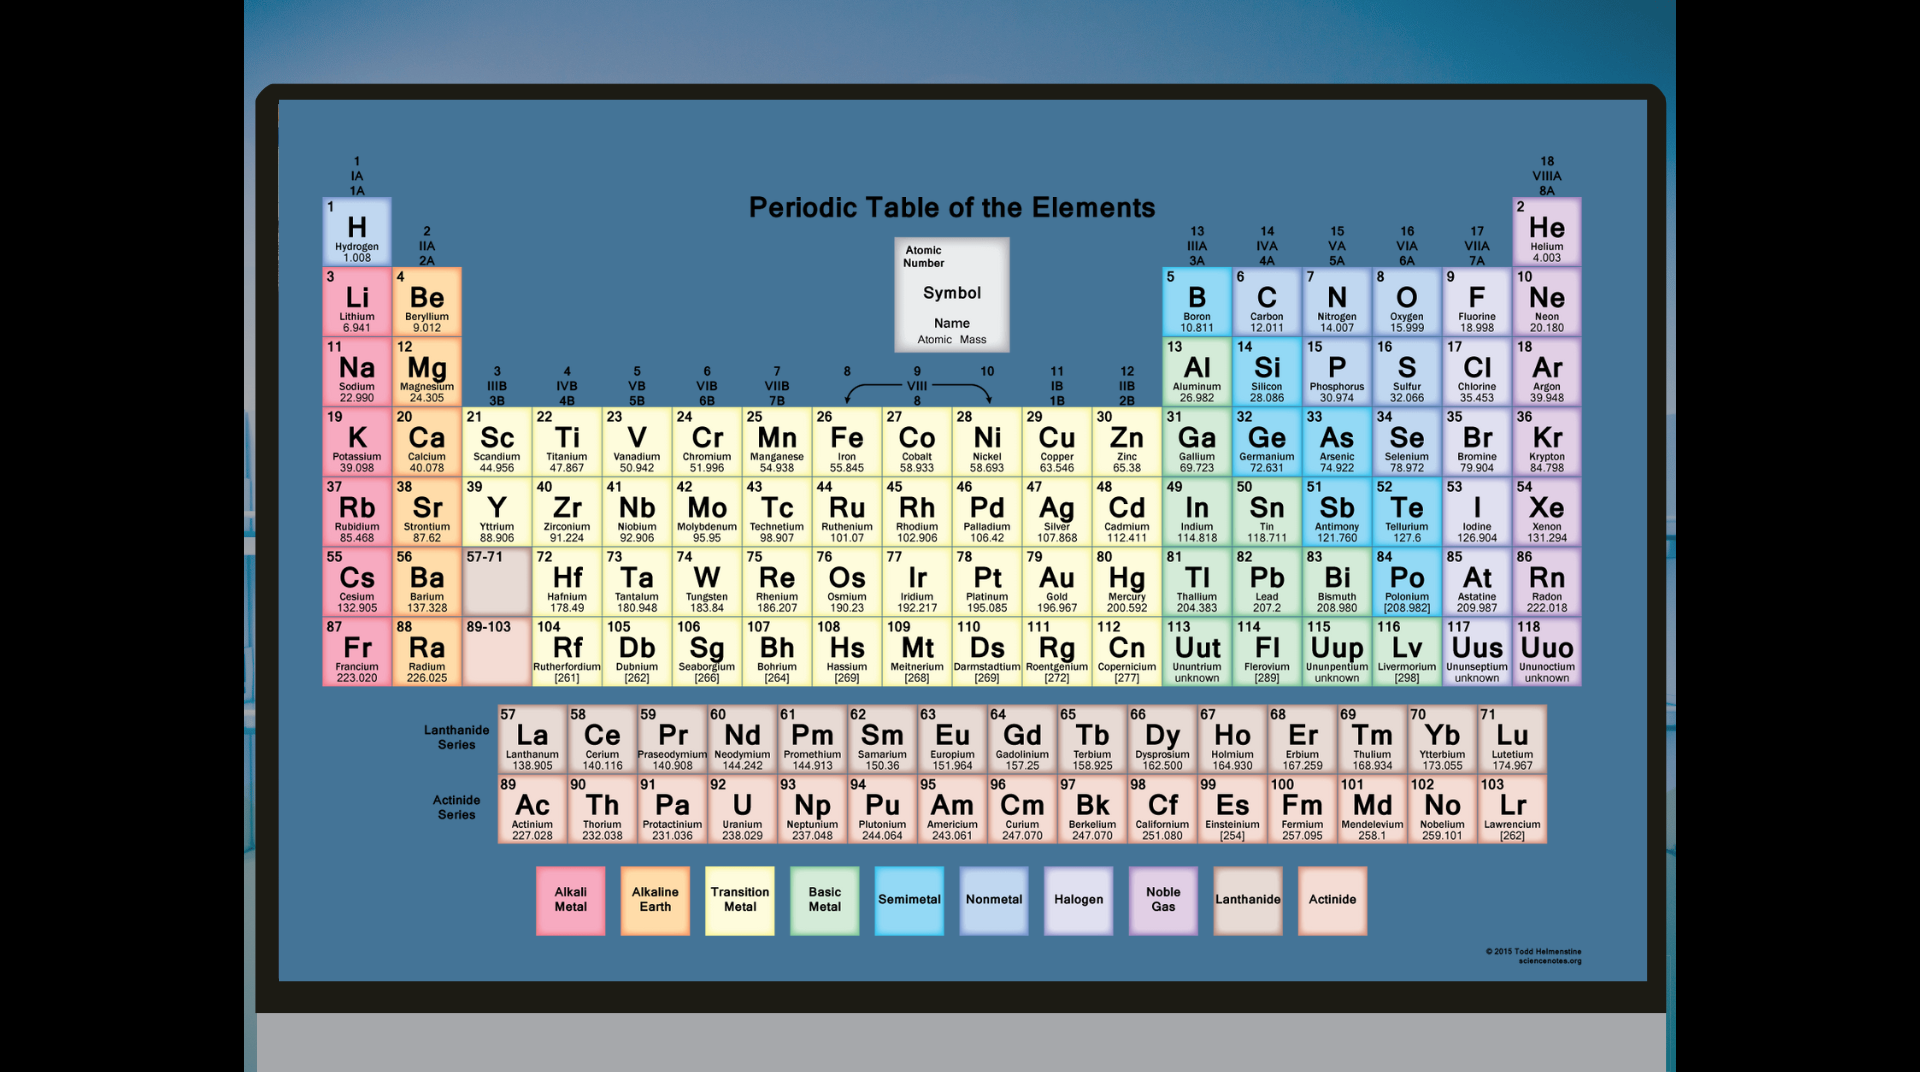 1
IA
1A
18
VIIIA
8A
Periodic Table of the Elements
1
H
Hydrogen
1.008
2
IIA
2A
13
IIIA
3A
14
IVA
4A
15
VA
5A
16
VIA
6A
17
VIIA
7A
2
He
Helium
4.003
Atomic
Number
Symbol
Name
Atomic Mass
3
Li
Lithium
6.941
4
Be
Beryllium
9.012
5
B
Boron
10.811
6
C
Carbon
12.011
7
N
Nitrogen
14.007
8
O
Oxygen
15.999
9
F
Fluorine
18.998
10
Ne
Neon
20.180
11
Na
Sodium
22.990
12
Mg
Magnesium
24.305
3
IIIB
3B
4
IVB
4B
5
VB
5B
6
VIB
6B
7
VIIB
7B
8
9
10
VIII
8
11
IB
1B
12
IIB
2B
13
Al
Aluminum
26.982
14
Si
Silicon
28.086
15
P
Phosphorus
30.974
16
S
Sulfur
32.066
17
Cl
Chlorine
35.453
18
Ar
Argon
39.948
19
K
Potassium
39.098
20
Ca
Calcium
40.078
21
Sc
Scandium
44.956
22
Ti
Titanium
47.867
23
V
Vanadium
50.942
24
Cr
Chromium
51.996
25
Mn
Manganese
54.938
26
Fe
Iron
55.845
27
Co
Cobalt
58.933
28
Ni
Nickel
58.693
29
Cu
Copper
63.546
30
Zn
Zinc
65.38
31
Ga
Gallium
69.723
32
Ge
Germanium
72.631
33
As
Arsenic
74.922
34
Se
Selenium
78.972
35
Br
Bromine
79.904
36
Kr
Krypton
84.798
37
Rb
Rubidium
85.468
38
Sr
Strontium
87.62
39
Y
Yttrium
88.906
40
Zr
Zirconium
91.224
41
Nb
Niobium
92.906
42
Mo
Molybdenum
95.95
43
Tc
Technetium
98.907
44
Ru
Ruthenium
101.07
45
Rh
Rhodium
102.906
46
Pd
Palladium
106.42
47
Ag
Silver
107.868
48
Cd
Cadmium
112.411
49
In
Indium
114.818
50
Sn
Tin
118.711
51
Sb
Antimony
121.760
52
Te
Tellurium
127.6
53
I
Iodine
126.904
54
Xe
Xenon
131.294
55
Cs
Cesium
132.905
56
Ba
Barium
137.328
57-71
72
Hf
Hafnium
178.49
73
Ta
Tantalum
180.948
74
W
Tungsten
183.84
75
Re
Rhenium
186.207
76
Os
Osmium
190.23
77
Ir
Iridium
192.217
78
Pt
Platinum
195.085
79
Au
Gold
196.967
80
Hg
Mercury
200.592
81
Tl
Thallium
204.383
82
Pb
Lead
207.2
83
Bi
Bismuth
208.980
84
Po
Polonium
[208.982]
85
At
Astatine
209.987
86
Rn
Radon
222.018
87
Fr
Francium
223.020
88
Ra
Radium
226.025
89-103
104
Rf
Rutherfordium
[261]
105
Db
Dubnium
[262]
106
Sg
Seaborgium
[266]
107
Bh
Bohrium
[264]
108
Hs
Hassium
[269]
109
Mt
Meitnerium
[268]
110
Ds
Darmstadtium
[269]
111
Rg
Roentgenium
[272]
112
Cn
Copernicium
[277]
113
Uut
Ununtrium
unknown
114
Fl
Flerovium
[289]
115
Uup
Ununpentium
unknown
116
Lv
Livermorium
[298]
117
Uus
Ununseptium
unknown
118
Uuo
Ununoctium
unknown
Lanthanide
Series
57
La
Lanthanum
138.905
58
Ce
Cerium
140.116
59
Pr
Praseodymium
140.908
60
Nd
Neodymium
144.242
61
Pm
Promethium
144.913
62
Sm
Samarium
150.36
63
Eu
Europium
151.964
64
Gd
Gadolinium
157.25
65
Tb
Terbium
158.925
66
Dy
Dysprosium
162.500
67
Ho
Holmium
164.930
68
Er
Erbium
167.259
69
Tm
Thulium
168.934
70
Yb
Ytterbium
173.055
71
Lu
Lutetium
174.967
Actinide
Series
89
Ac
Actinium
227.028
90
Th
Thorium
232.038
91
Pa
Protactinium
231.036
92
U
Uranium
238.029
93
Np
Neptunium
237.048
94
Pu
Plutonium
244.064
95
Am
Americium
243.061
96
Cm
Curium
247.070
97
Bk
Berkelium
247.070
98
Cf
Californium
251.080
99
Es
Einsteinium
[254]
100
Fm
Fermium
257.095
101
Md
Mendelevium
258.1
102
No
Nobelium
259.101
103
Lr
Lawrencium
[262]
Alkali
Metal
Alkaline
Earth
Transition
Metal
Basic
Metal
Semimetal
Nonmetal
Halogen
Noble
Gas
Lanthanide
Actinide
© 2015 Todd Helmenstine
sciencenotes.org